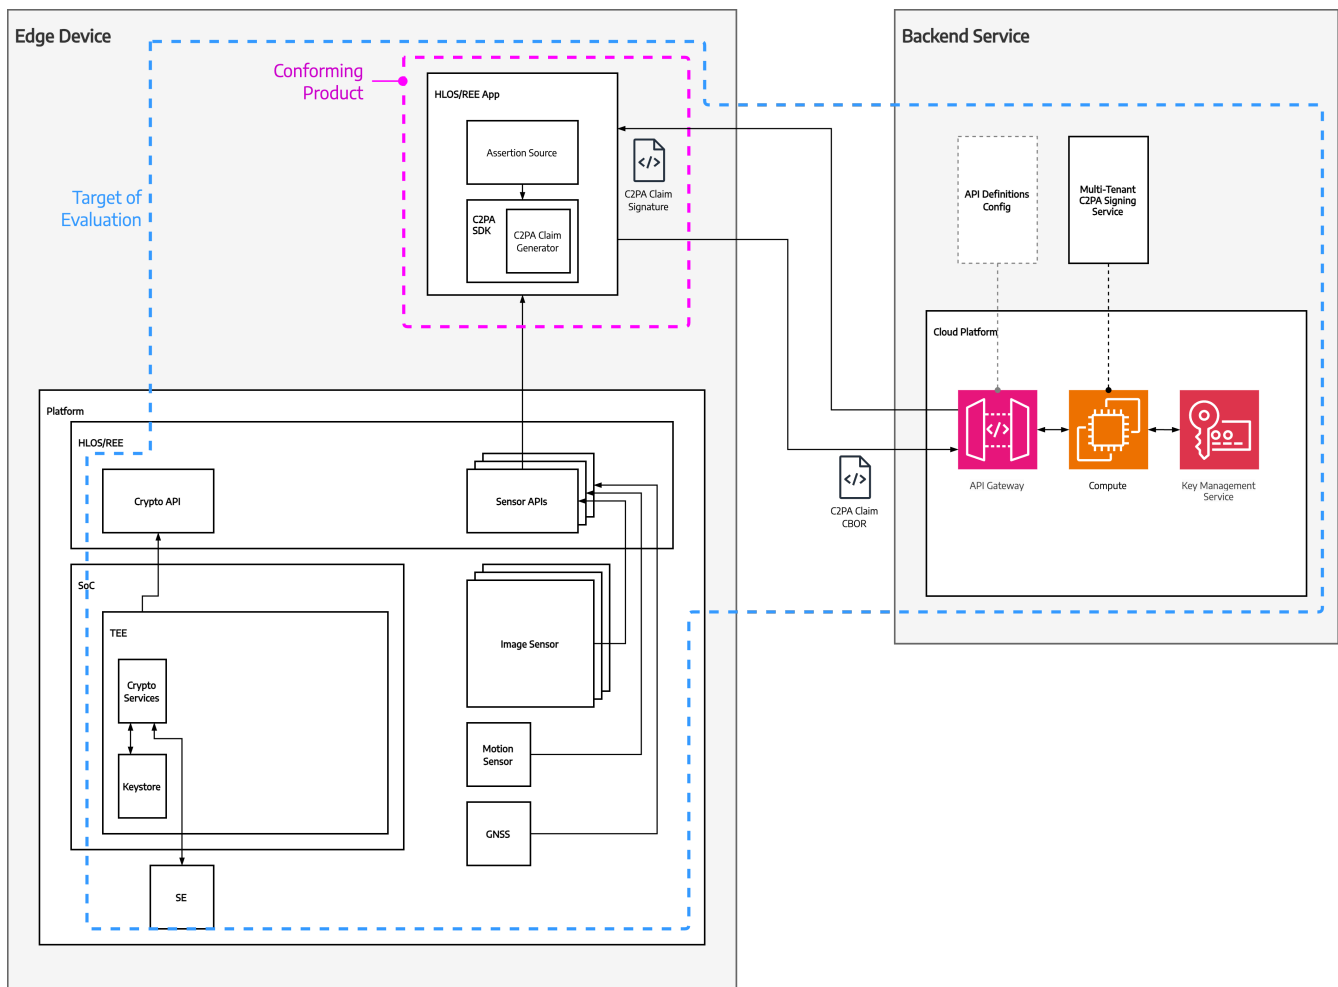 Edge Device
Backend Service
Conforming
Product
HLOS/REE App
Assertion Source
C2PA
SDK
C2PA Claim
Generator
C2PA Claim
Signature
Target of
Evaluation
API Definitions
Config
Multi-Tenant
C2PA Signing
Service
Cloud Platform
API Gateway
Compute
Key Management
Service
C2PA Claim
CBOR
Platform
HLOS/REE
Crypto API
Sensor APIs
SoC
TEE
Crypto
Services
Keystore
SE
Image Sensor
Motion
Sensor
GNSS